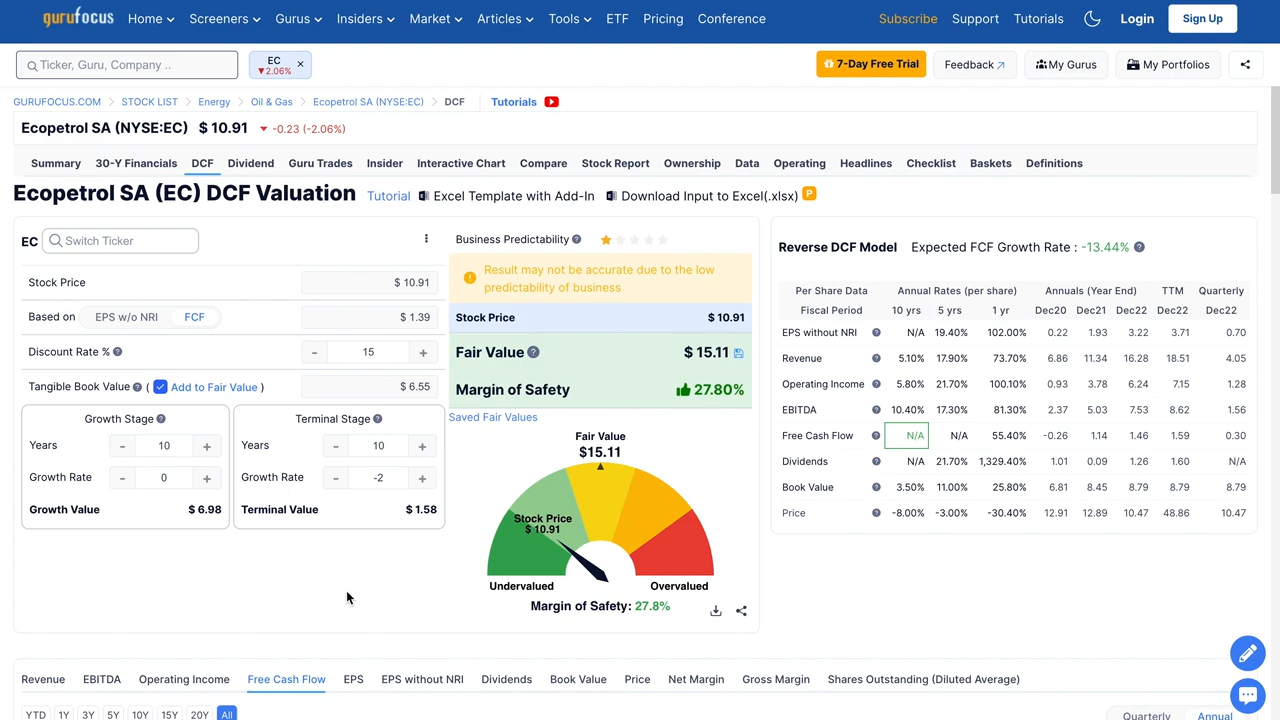 gurufocus Home Screeners Gurus Insiders Market Articles Tools ETF Pricing Conference Subscribe Support Tutorials Login Sign Up
Ticker, Guru, Company ..
EC
▼2.06%
7-Day Free Trial Feedback My Gurus My Portfolios
GURUFOCUS.COM > STOCK LIST > Energy > Oil & Gas > Ecopetrol SA (NYSE:EC) > DCF Tutorials
Ecopetrol SA (NYSE:EC) $ 10.91 ▼ -0.23 (-2.06%)
Summary 30-Y Financials DCF Dividend Guru Trades Insider Interactive Chart Compare Stock Report Ownership Data Operating Headlines Checklist Baskets Definitions
Ecopetrol SA (EC) DCF Valuation Tutorial Excel Template with Add-In Download Input to Excel(.xlsx) P
EC Switch Ticker
Stock Price $ 10.91
Based on EPS w/o NRI FCF $ 1.39
Discount Rate % - 15 +
Tangible Book Value ( Add to Fair Value ) $ 6.55
Growth Stage
Years - 10 +
Growth Rate - 0 +
Growth Value $ 6.98
Terminal Stage
Years - 10 +
Growth Rate - -2 +
Terminal Value $ 1.58
Business Predictability
Result may not be accurate due to the low
predictability of business
Stock Price $ 10.91
Fair Value $ 15.11
Margin of Safety 27.80%
Saved Fair Values
Fair Value
$15.11
Stock Price
$ 10.91
Undervalued Overvalued
Margin of Safety: 27.8%
Reverse DCF Model Expected FCF Growth Rate : -13.44%
Per Share Data Annual Rates (per share) Annuals (Year End) TTM Quarterly
Fiscal Period 10 yrs 5 yrs 1 yr Dec20 Dec21 Dec22 Dec22 Dec22
EPS without NRI N/A 19.40% 102.00% 0.22 1.93 3.22 3.71 0.70
Revenue 5.10% 17.90% 73.70% 6.86 11.34 16.28 18.51 4.05
Operating Income 5.80% 21.70% 100.10% 0.93 3.78 6.24 7.15 1.28
EBITDA 10.40% 17.30% 81.30% 2.37 5.03 7.53 8.62 1.56
Free Cash Flow N/A N/A 55.40% -0.26 1.14 1.46 1.59 0.30
Dividends N/A 21.70% 1,329.40% 1.01 0.09 1.26 1.60 N/A
Book Value 3.50% 11.00% 25.80% 6.81 8.45 8.79 8.79 8.79
Price -8.00% -3.00% -30.40% 12.91 12.89 10.47 48.86 10.47
Revenue EBITDA Operating Income Free Cash Flow EPS EPS without NRI Dividends Book Value Price Net Margin Gross Margin Shares Outstanding (Diluted Average)
YTD 1Y 3Y 5Y 10Y 15Y 20Y All Quarterly Annual